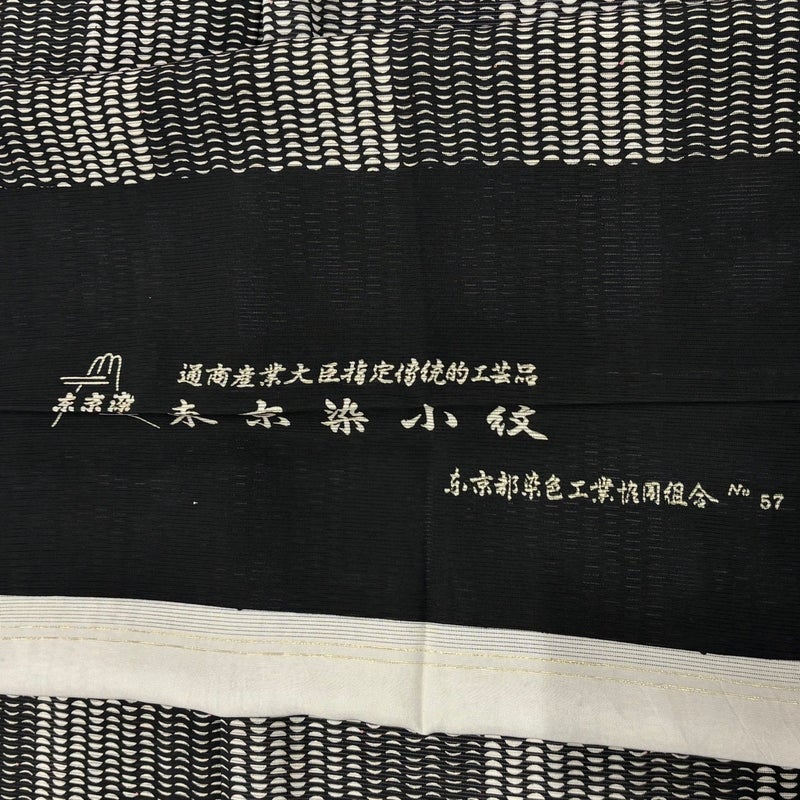 通商産業大臣指定傳統的工芸品
東京染
東京染小紋
東京都染色工業協同組合 No 57